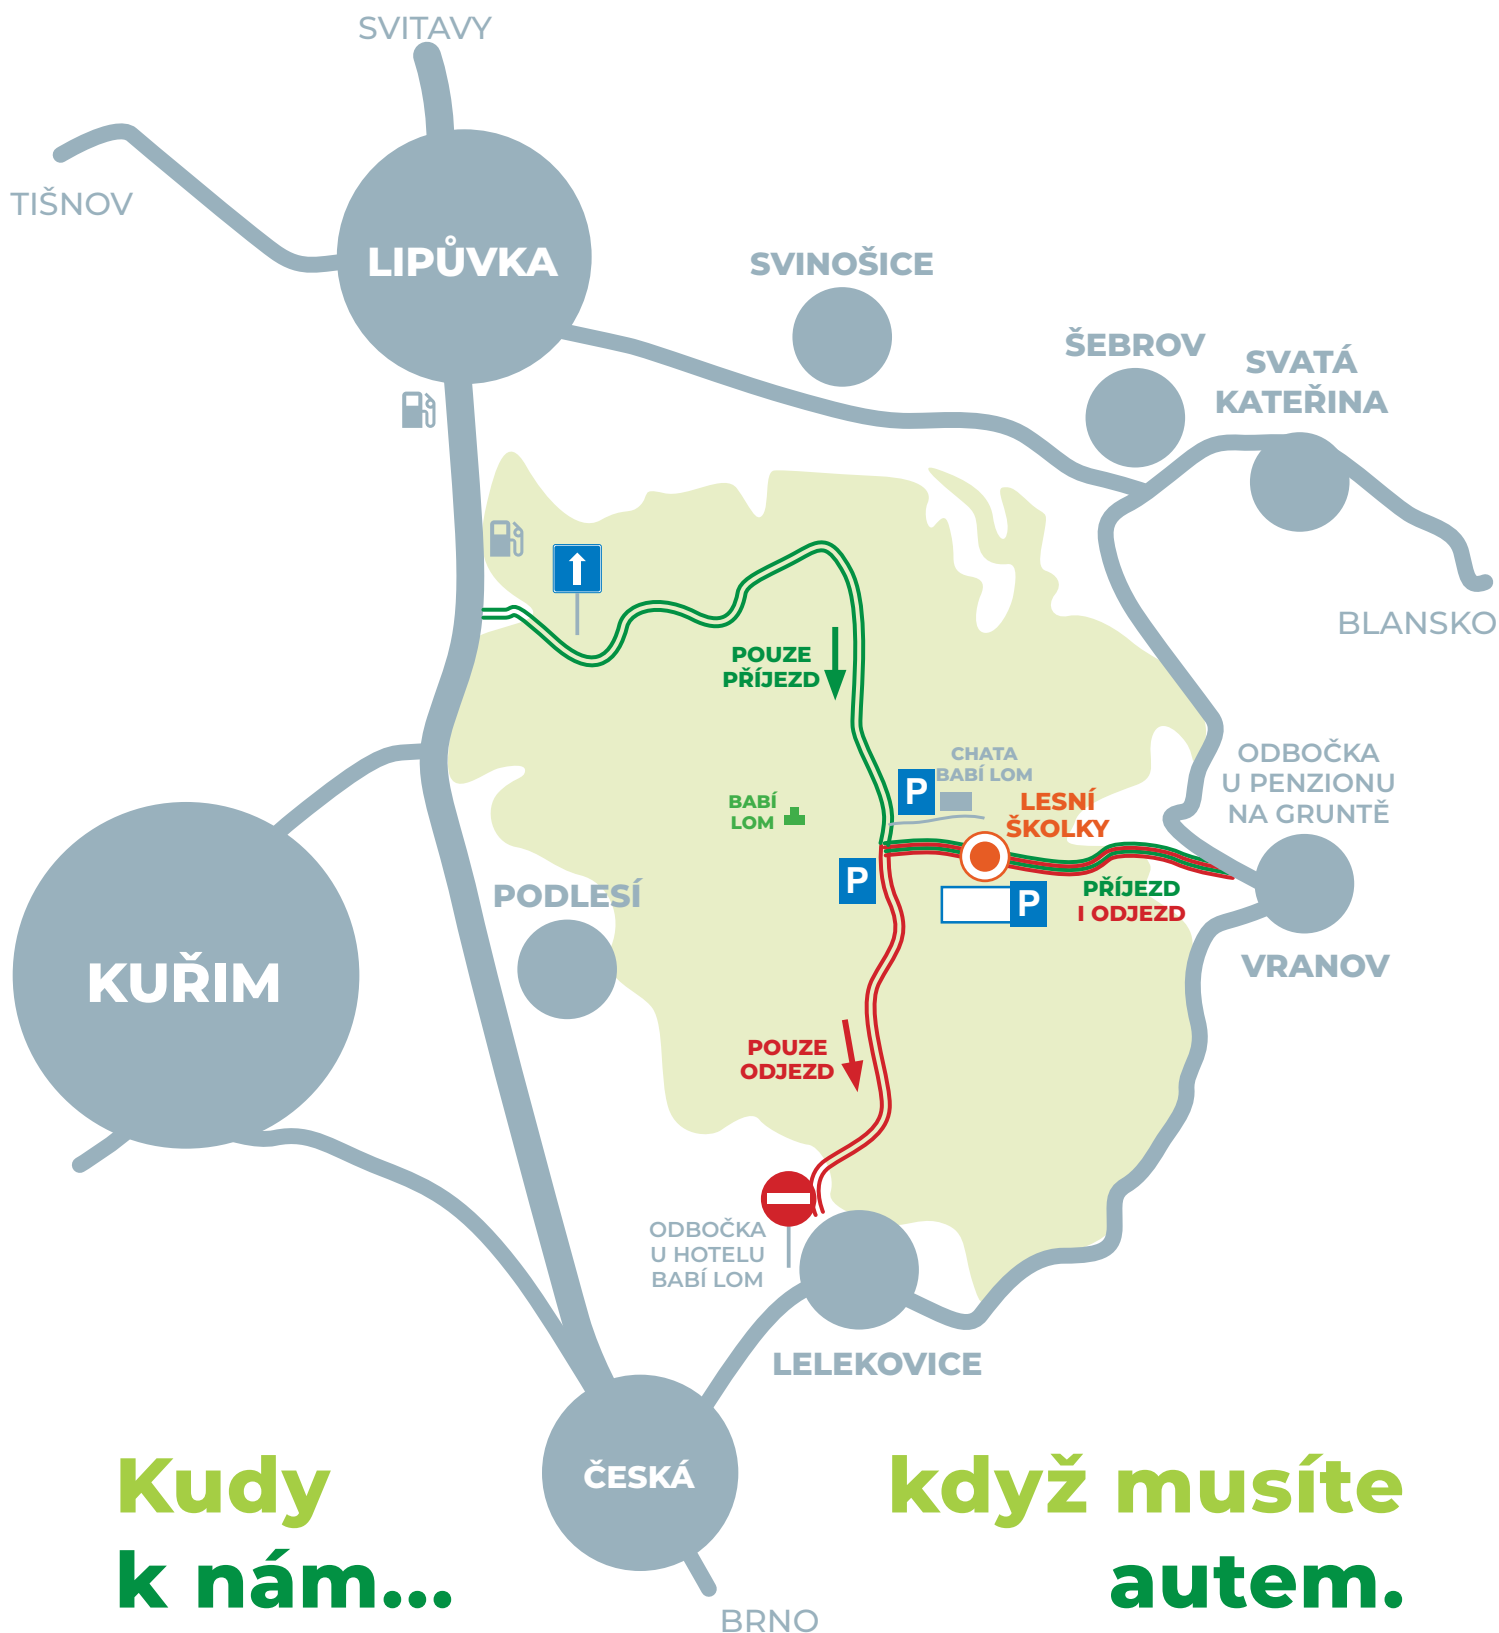 SVITAVY
TIŠNOV
LIPŮVKA
SVINOŠICE
ŠEBROV
SVATÁ
KATEŘINA
BLANSKO
POUZE
PŘÍJEZD
CHATA
BABÍ LOM
P
ODBOČKA
U PENZIONU
NA GRUNTĚ
BABÍ
LOM
LESNÍ
ŠKOLKY
P
P
PŘÍJEZD
I ODJEZD
PODLESÍ
VRANOV
KUŘIM
POUZE
ODJEZD
ODBOČKA
U HOTELU
BABÍ LOM
LELEKOVICE
ČESKÁ
BRNO
Kudy
k nám...
když musíte
autem.